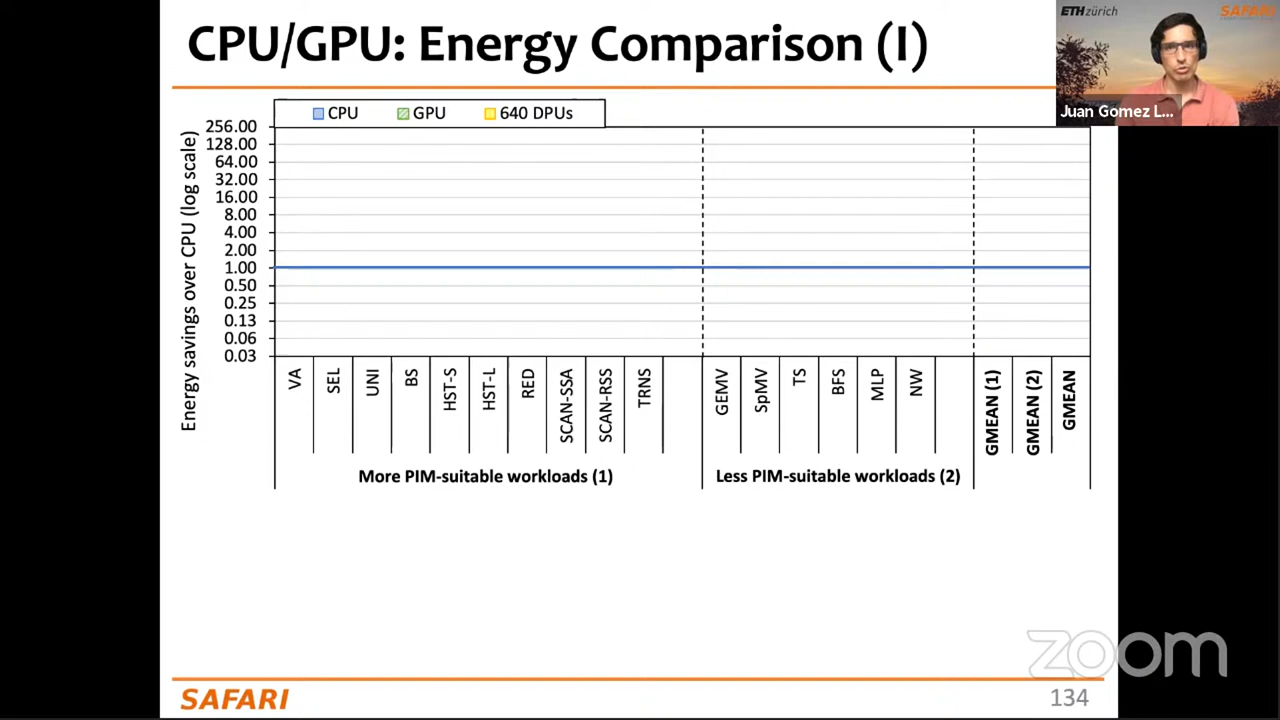 CPU/GPU: Energy Comparison (I)
ETHzürich
SAFARI
Juan Gomez L...
CPU
GPU
640 DPUs
Energy savings over CPU (log scale)
256.00
128.00
64.00
32.00
16.00
8.00
4.00
2.00
1.00
0.50
0.25
0.13
0.06
0.03
VA
SEL
UNI
BS
HST-S
HST-L
RED
SCAN-SSA
SCAN-RSS
TRNS
GEMV
SpMV
TS
BFS
MLP
NW
GMEAN (1)
GMEAN (2)
GMEAN
More PIM-suitable workloads (1)
Less PIM-suitable workloads (2)
zoom
SAFARI
134